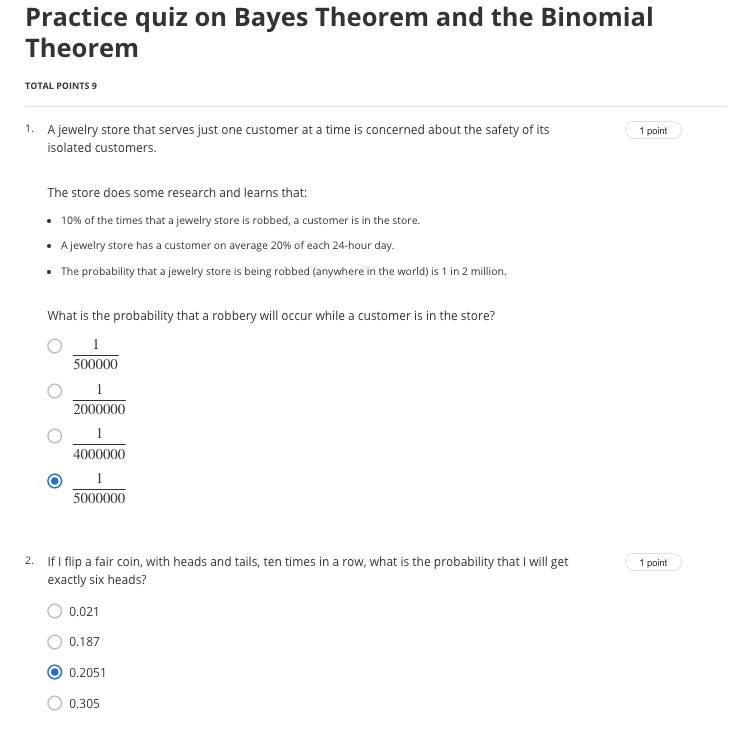 Practice quiz on Bayes Theorem and the Binomial
Theorem
TOTAL POINTS 9
1. A jewelry store that serves just one customer at a time is concerned about the safety of its
1 point
isolated customers.
The store does some research and learns that:
• 10% of the times that a jewelry store is robbed, a customer is in the store.
• A jewelry store has a customer on average 20% of each 24-hour day.
• The probability that a jewelry store is being robbed (anywhere in the world) is 1 in 2 million.
What is the probability that a robbery will occur while a customer is in the store?
1
500000
1
2000000
1
4000000
1
5000000
2. If I flip a fair coin, with heads and tails, ten times in a row, what is the probability that I will get
1 point
exactly six heads?
0.021
0.187
0.2051
0.305